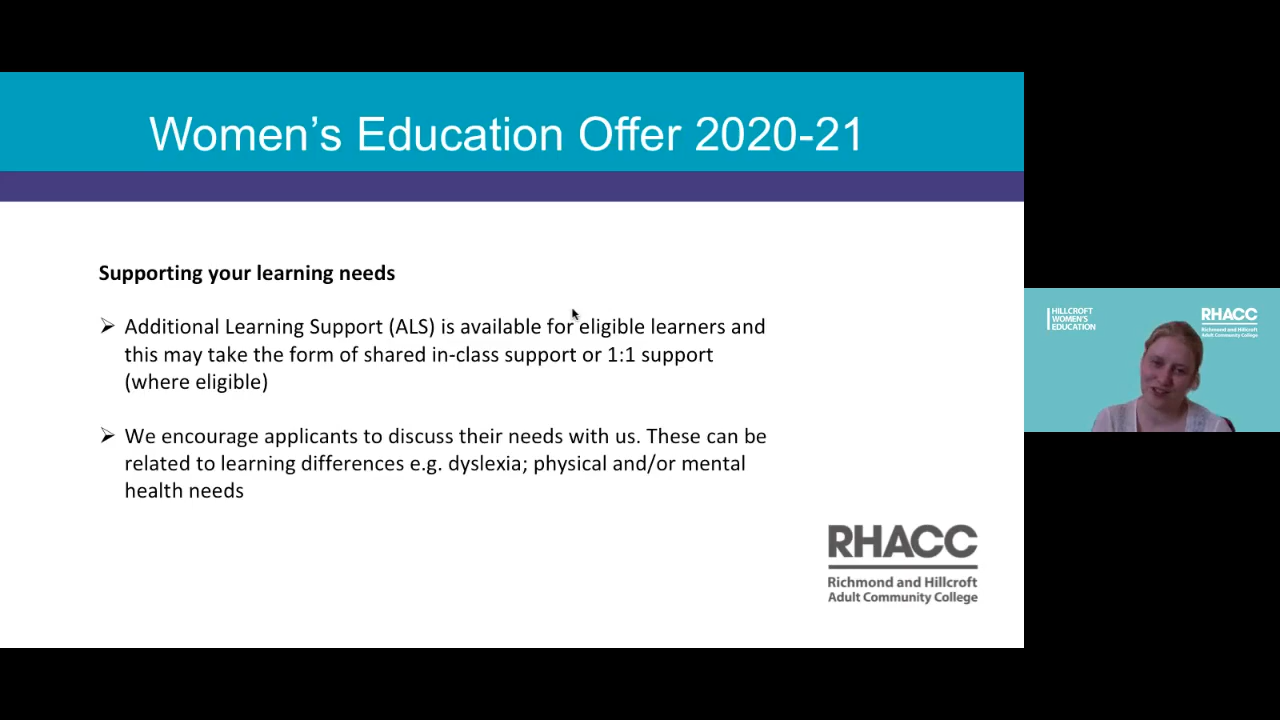 Women’s Education Offer 2020-21
Supporting your learning needs
➢ Additional Learning Support (ALS) is available for eligible learners and
this may take the form of shared in-class support or 1:1 support
(where eligible)
➢ We encourage applicants to discuss their needs with us. These can be
related to learning differences e.g. dyslexia; physical and/or mental
health needs
RHACC
Richmond and Hillcroft
Adult Community College
HILLCROFT
WOMEN'S
EDUCATION
RHACC
Richmond and Hillcroft
Adult Community College